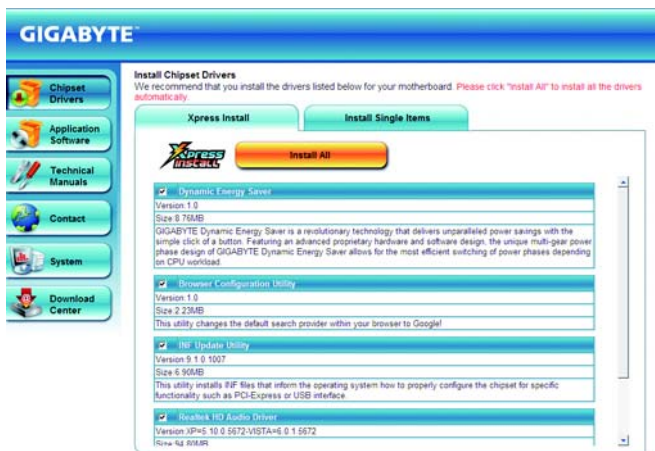 GIGABYTE™
Chipset
Drivers
Application
Software
Technical
Manuals
Contact
System
Download
Center
Install Chipset Drivers
We recommend that you install the drivers listed below for your motherboard. Please click "Install All" to install all the drivers
automatically.
Xpress Install
Install Single Items
Xpress
INSTALL
Install All
Dynamic Energy Saver
Version:1.0
Size:8.76MB
GIGABYTE Dynamic Energy Saver is a revolutionary technology that delivers unparalleled power savings with the
simple click of a button. Featuring an advanced proprietary hardware and software design, the unique multi-gear power
phase design of GIGABYTE Dynamic Energy Saver allows for the most efficient switching of power phases depending
on CPU workload.
Browser Configuration Utility
Version:1.0
Size:2.23MB
This utility changes the default search provider within your browser to Google!
INF Update Utility
Version:9.1.0.1007
Size:6.90MB
This utility installs INF files that inform the operating system how to properly configure the chipset for specific
functionality such as PCI-Express or USB interface.
Realtek HD Audio Driver
Version:XP=5.10.0.5672-VISTA=6.0.1.5672
Size:94.80MB